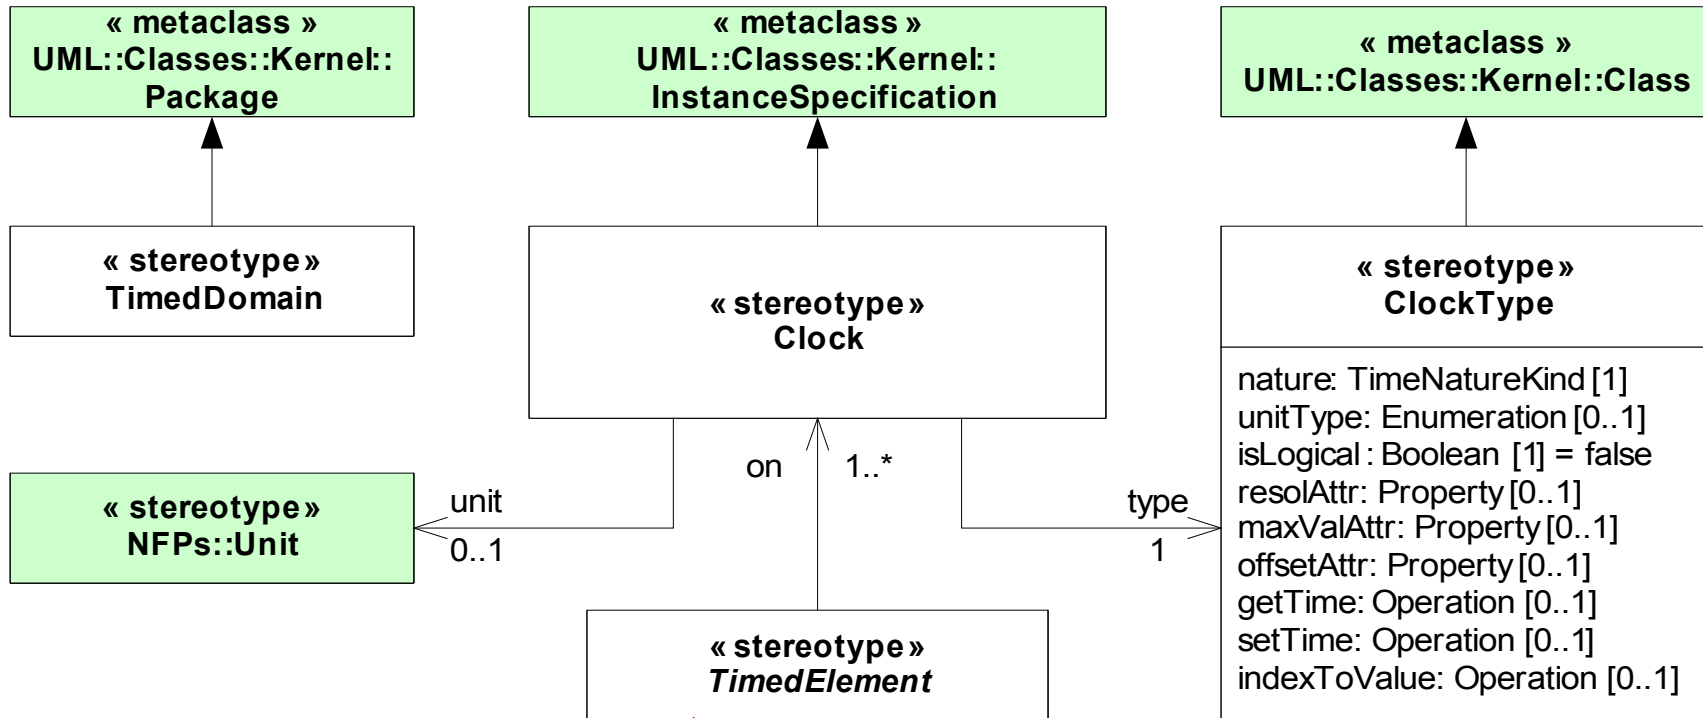 « metaclass »
UML::Classes::Kernel::
Package
« metaclass »
UML::Classes::Kernel::
InstanceSpecification
« metaclass »
UML::Classes::Kernel::Class
« stereotype »
TimedDomain
« stereotype »
Clock
« stereotype »
ClockType
nature: TimeNatureKind [1]
unitType: Enumeration [0..1]
isLogical : Boolean [1] = false
resolAttr: Property [0..1]
maxValAttr: Property [0..1]
offsetAttr: Property [0..1]
getTime: Operation [0..1]
setTime: Operation [0..1]
indexToValue: Operation [0..1]
on 1..*
unit
0..1
type
1
« stereotype »
NFPs::Unit
« stereotype »
TimedElement